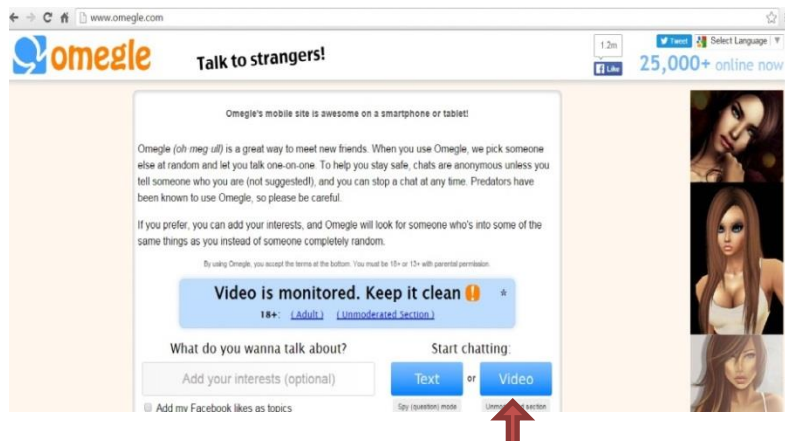 www.omegle.com
omegle
Talk to strangers!
1.2m
Like
Tweet
Select Language
25,000+ online now
Omegle's mobile site is awesome on a smartphone or tablet!
Omegle (oh meg ull) is a great way to meet new friends. When you use Omegle, we pick someone
else at random and let you talk one-on-one. To help you stay safe, chats are anonymous unless you
tell someone who you are (not suggested!), and you can stop a chat at any time. Predators have
been known to use Omegle, so please be careful.
If you prefer, you can add your interests, and Omegle will look for someone who's into some of the
same things as you instead of someone completely random.
By using Omegle, you accept the terms at the bottom. You must be 18+ or 13+ with parental permission.
Video is monitored. Keep it clean *
18+: (Adult) (Unmoderated Section)
What do you wanna talk about?
Start chatting:
Add your interests (optional)
Text or Video
Add my Facebook likes as topics
Spy (question) mode
section